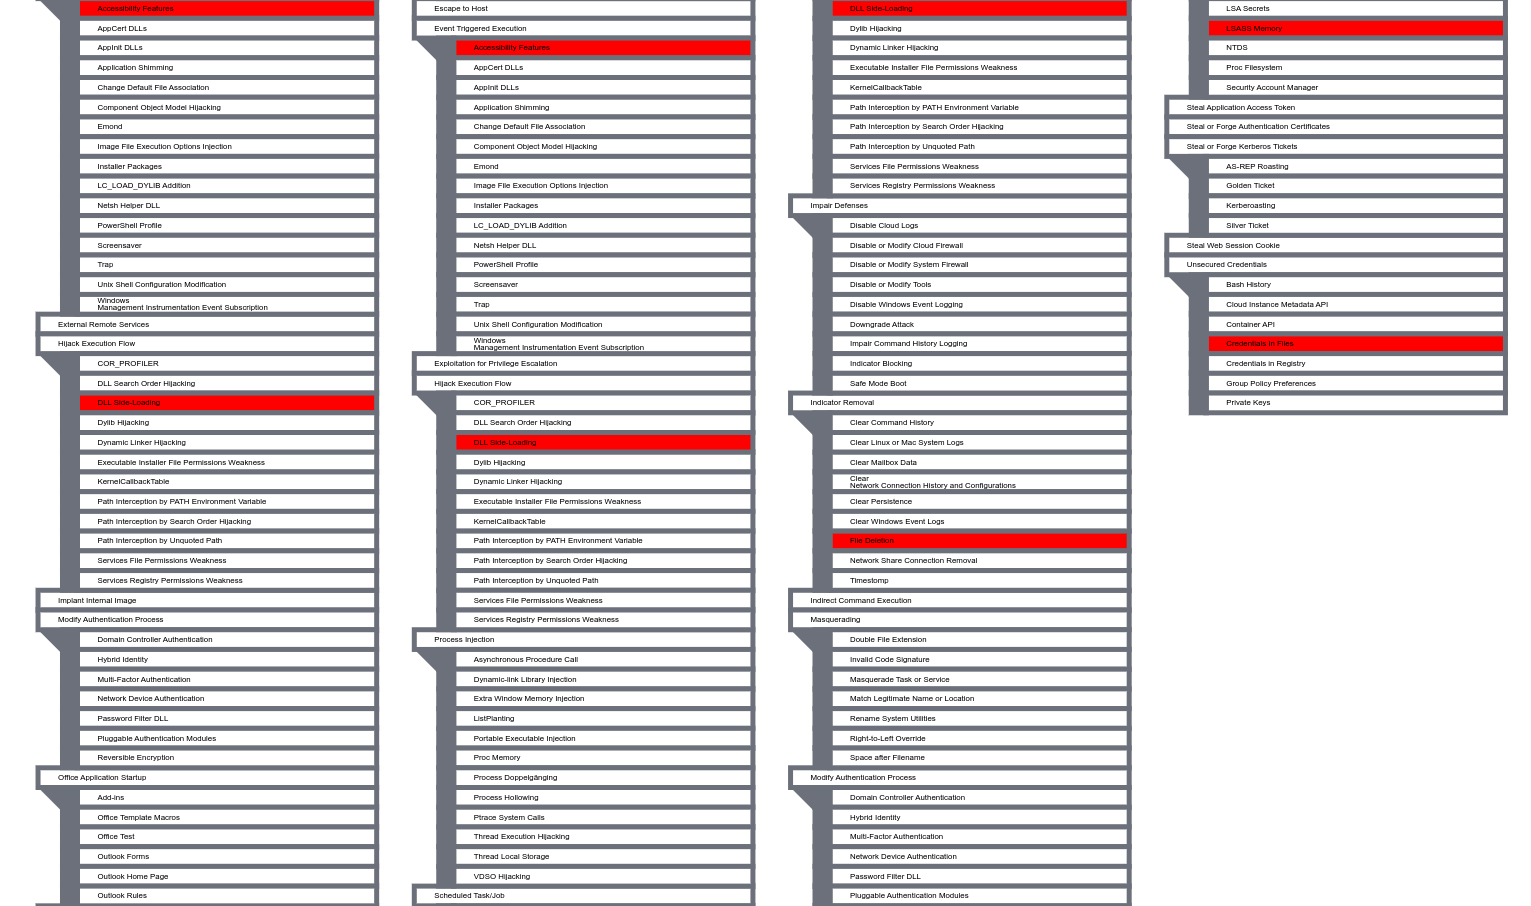 Accessibility Features
AppCert DLLs
AppInit DLLs
Application Shimming
Change Default File Association
Component Object Model Hijacking
Emond
Image File Execution Options Injection
Installer Packages
LC_LOAD_DYLIB Addition
Netsh Helper DLL
PowerShell Profile
Screensaver
Trap
Unix Shell Configuration Modification
Windows
Management Instrumentation Event Subscription
External Remote Services
Hijack Execution Flow
COR_PROFILER
DLL Search Order Hijacking
DLL Side-Loading
Dylib Hijacking
Dynamic Linker Hijacking
Executable Installer File Permissions Weakness
KernelCallbackTable
Path Interception by PATH Environment Variable
Path Interception by Search Order Hijacking
Path Interception by Unquoted Path
Services File Permissions Weakness
Services Registry Permissions Weakness
Implant Internal Image
Modify Authentication Process
Domain Controller Authentication
Hybrid Identity
Multi-Factor Authentication
Network Device Authentication
Password Filter DLL
Pluggable Authentication Modules
Reversible Encryption
Office Application Startup
Add-ins
Office Template Macros
Office Test
Outlook Forms
Outlook Home Page
Outlook Rules
Escape to Host
Event Triggered Execution
Accessibility Features
AppCert DLLs
AppInit DLLs
Application Shimming
Change Default File Association
Component Object Model Hijacking
Emond
Image File Execution Options Injection
Installer Packages
LC_LOAD_DYLIB Addition
Netsh Helper DLL
PowerShell Profile
Screensaver
Trap
Unix Shell Configuration Modification
Windows
Management Instrumentation Event Subscription
Exploitation for Privilege Escalation
Hijack Execution Flow
COR_PROFILER
DLL Search Order Hijacking
DLL Side-Loading
Dylib Hijacking
Dynamic Linker Hijacking
Executable Installer File Permissions Weakness
KernelCallbackTable
Path Interception by PATH Environment Variable
Path Interception by Search Order Hijacking
Path Interception by Unquoted Path
Services File Permissions Weakness
Services Registry Permissions Weakness
Process Injection
Asynchronous Procedure Call
Dynamic-link Library Injection
Extra Window Memory Injection
ListPlanting
Portable Executable Injection
Proc Memory
Process Doppelgänging
Process Hollowing
Ptrace System Calls
Thread Execution Hijacking
Thread Local Storage
VDSO Hijacking
Scheduled Task/Job
DLL Side-Loading
Dylib Hijacking
Dynamic Linker Hijacking
Executable Installer File Permissions Weakness
KernelCallbackTable
Path Interception by PATH Environment Variable
Path Interception by Search Order Hijacking
Path Interception by Unquoted Path
Services File Permissions Weakness
Services Registry Permissions Weakness
Impair Defenses
Disable Cloud Logs
Disable or Modify Cloud Firewall
Disable or Modify System Firewall
Disable or Modify Tools
Disable Windows Event Logging
Downgrade Attack
Impair Command History Logging
Indicator Blocking
Safe Mode Boot
Indicator Removal
Clear Command History
Clear Linux or Mac System Logs
Clear Mailbox Data
Clear
Network Connection History and Configurations
Clear Persistence
Clear Windows Event Logs
File Deletion
Network Share Connection Removal
Timestomp
Indirect Command Execution
Masquerading
Double File Extension
Invalid Code Signature
Masquerade Task or Service
Match Legitimate Name or Location
Rename System Utilities
Right-to-Left Override
Space after Filename
Modify Authentication Process
Domain Controller Authentication
Hybrid Identity
Multi-Factor Authentication
Network Device Authentication
Password Filter DLL
Pluggable Authentication Modules
LSA Secrets
LSASS Memory
NTDS
Proc Filesystem
Security Account Manager
Steal Application Access Token
Steal or Forge Authentication Certificates
Steal or Forge Kerberos Tickets
AS-REP Roasting
Golden Ticket
Kerberoasting
Silver Ticket
Steal Web Session Cookie
Unsecured Credentials
Bash History
Cloud Instance Metadata API
Container API
Credentials in Files
Credentials in Registry
Group Policy Preferences
Private Keys